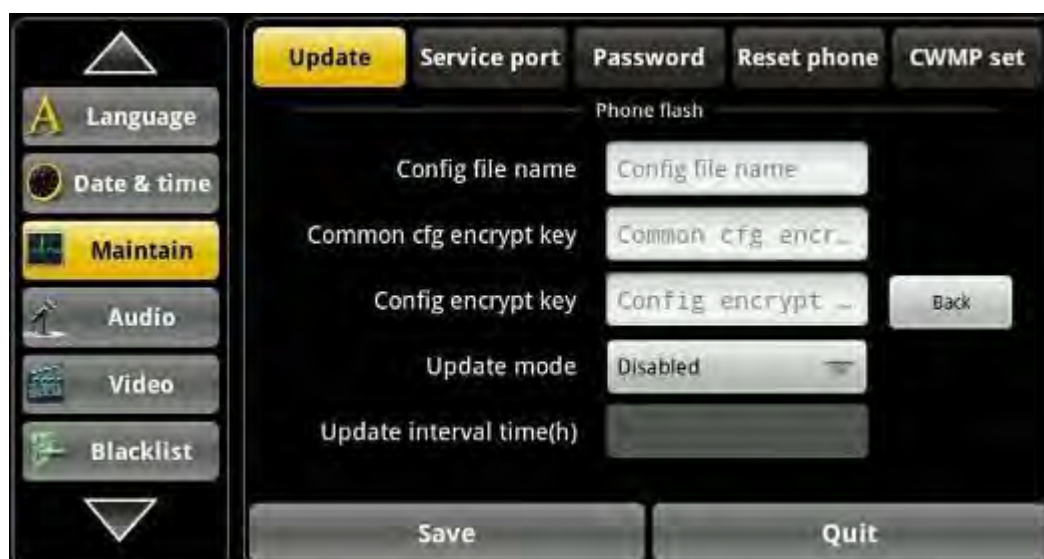 Language
Date & time
Maintain
Audio
Video
Blacklist
Update Service port Password Reset phone CWMP set
Phone flash
Config file name Config file name
Common cfg encrypt key Common cfg encr...
Config encrypt key Config encrypt ... Back
Update mode Disabled
Update interval time(h)
Save Quit